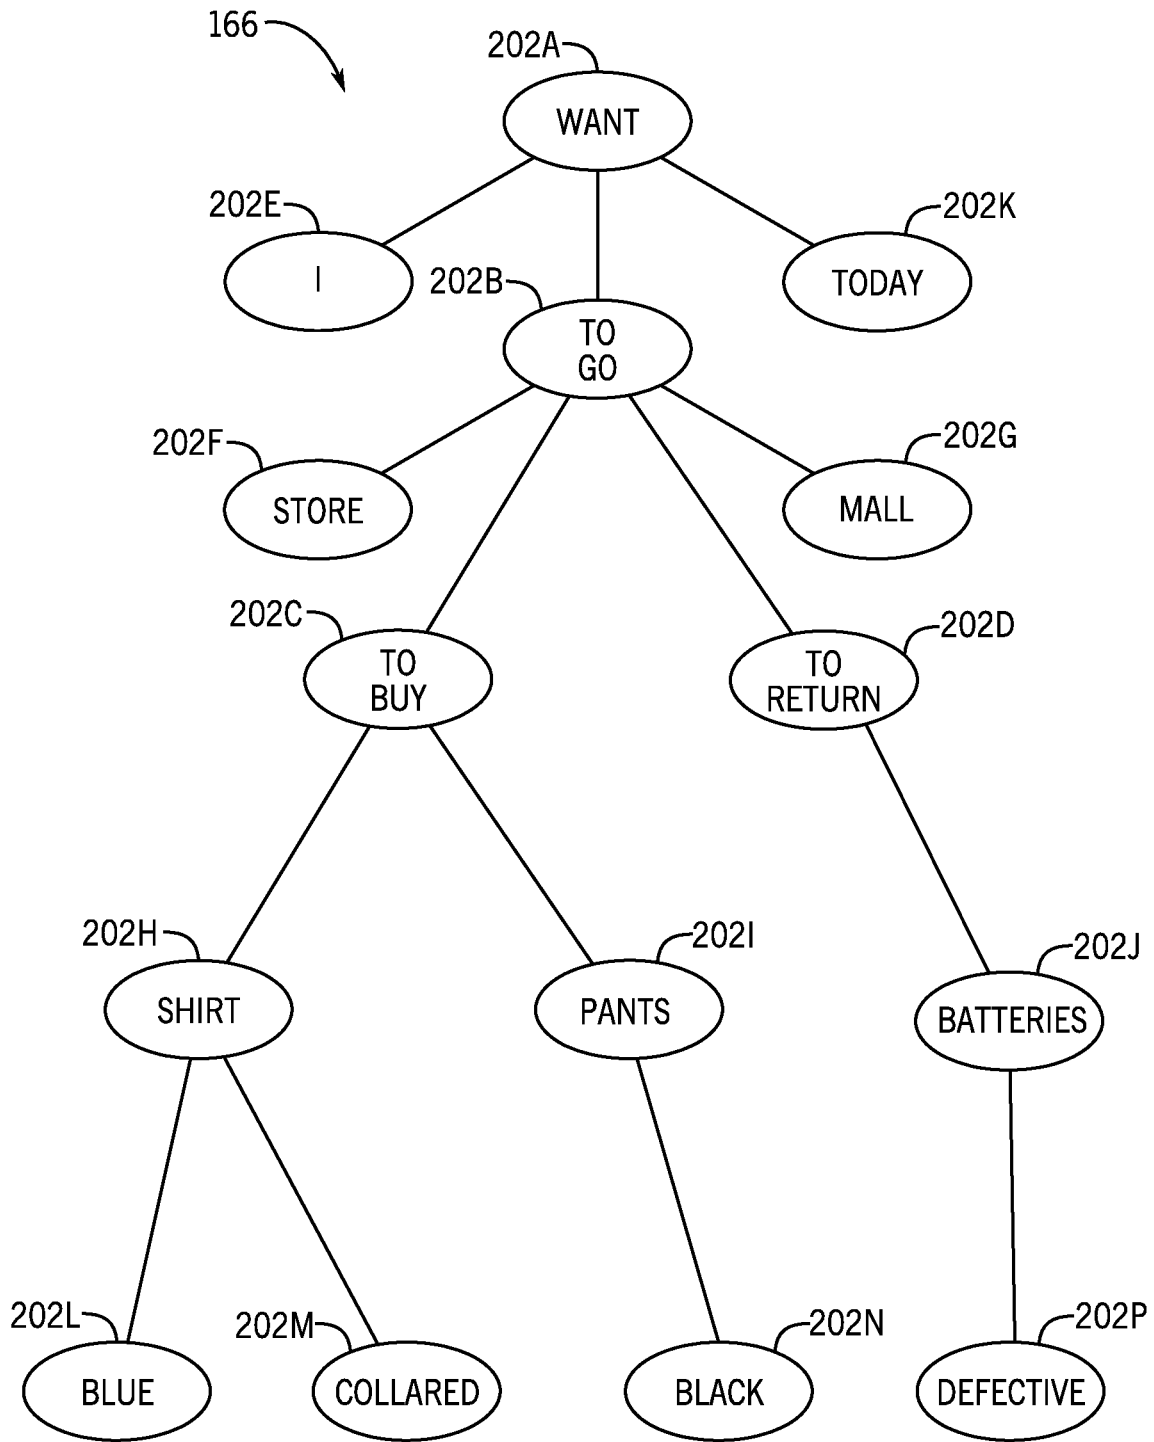 166
202A
WANT
202E
202K
I
TODAY
202B
TO
GO
202F
202G
STORE
MALL
202C
202D
TO
BUY
TO
RETURN
202H
202I
202J
SHIRT
PANTS
BATTERIES
202L
202M
202N
202P
BLUE
COLLARED
BLACK
DEFECTIVE